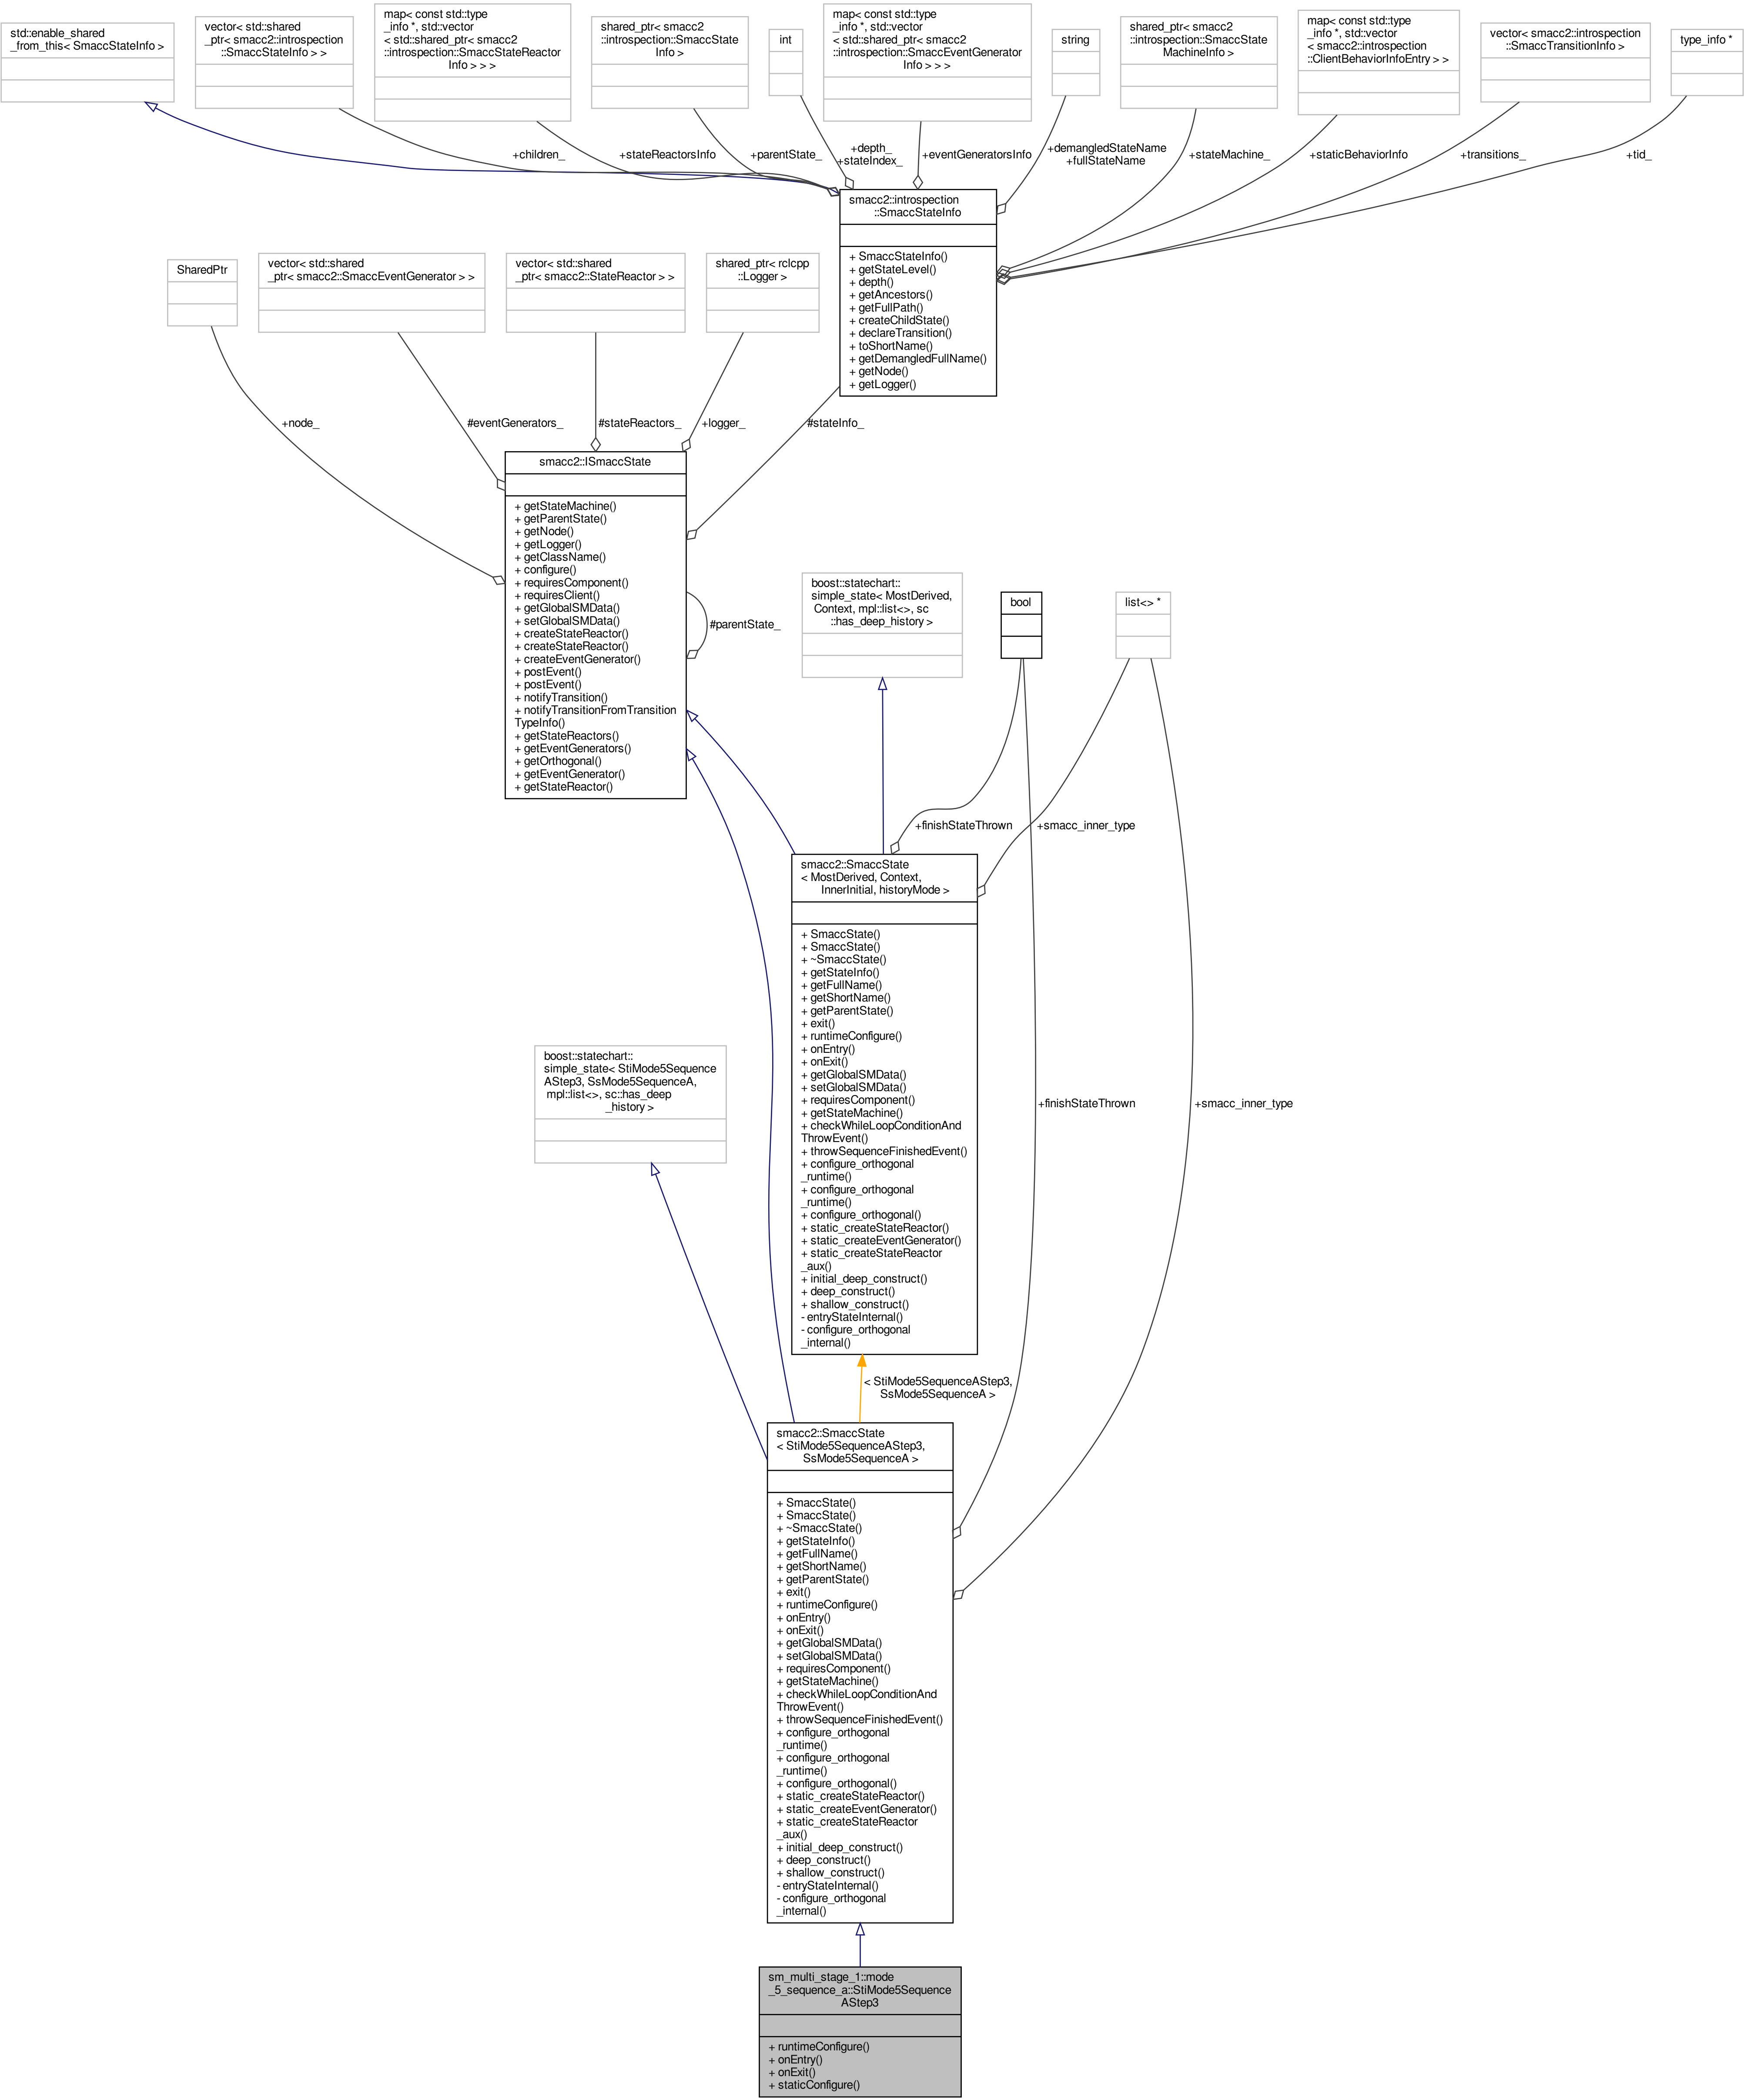 std::enable_shared
_from_this< SmaccStateInfo >
vector< std::shared
_ptr< smacc2::introspection
::SmaccStateInfo > >
map< const std::type
_info *, std::vector
< std::shared_ptr< smacc2
::introspection::SmaccStateReactor
Info > > >
shared_ptr< smacc2
::introspection::SmaccState
Info >
int
map< const std::type
_info *, std::vector
< std::shared_ptr< smacc2
::introspection::SmaccEventGenerator
Info > > >
string
shared_ptr< smacc2
::introspection::SmaccState
MachineInfo >
map< const std::type
_info *, std::vector
< smacc2::introspection
::ClientBehaviorInfoEntry > >
vector< smacc2::introspection
::SmaccTransitionInfo >
type_info *
+children_
+stateReactorsInfo
+parentState_
+depth_
+stateIndex_
+eventGeneratorsInfo
+demangledStateName
+fullStateName
+stateMachine_
+staticBehaviorInfo
+transitions_
+tid_
smacc2::introspection
::SmaccStateInfo
+ SmaccStateInfo()
+ getStateLevel()
+ depth()
+ getAncestors()
+ getFullPath()
+ createChildState()
+ declareTransition()
+ toShortName()
+ getDemangledFullName()
+ getNode()
+ getLogger()
SharedPtr
vector< std::shared
_ptr< smacc2::SmaccEventGenerator > >
vector< std::shared
_ptr< smacc2::StateReactor > >
shared_ptr< rclcpp
::Logger >
+node_
#eventGenerators_
#stateReactors_
+logger_
#stateInfo_
smacc2::ISmaccState
+ getStateMachine()
+ getParentState()
+ getNode()
+ getLogger()
+ getClassName()
+ configure()
+ requiresComponent()
+ requiresClient()
+ getGlobalSMData()
+ setGlobalSMData()
+ createStateReactor()
+ createStateReactor()
+ createEventGenerator()
+ postEvent()
+ postEvent()
+ notifyTransition()
+ notifyTransitionFromTransition
TypeInfo()
+ getStateReactors()
+ getEventGenerators()
+ getOrthogonal()
+ getEventGenerator()
+ getStateReactor()
#parentState_
boost::statechart::
simple_state< MostDerived,
Context, mpl::list<>, sc
::has_deep_history >
bool
list<> *
+finishStateThrown
+smacc_inner_type
smacc2::SmaccState
< MostDerived, Context,
InnerInitial, historyMode >
+ SmaccState()
+ SmaccState()
+ ~SmaccState()
+ getStateInfo()
+ getFullName()
+ getShortName()
+ getParentState()
+ exit()
+ runtimeConfigure()
+ onEntry()
+ onExit()
+ getGlobalSMData()
+ setGlobalSMData()
+ requiresComponent()
+ getStateMachine()
+ checkWhileLoopConditionAnd
ThrowEvent()
+ throwSequenceFinishedEvent()
+ configure_orthogonal
_runtime()
+ configure_orthogonal
_runtime()
+ configure_orthogonal()
+ static_createStateReactor()
+ static_createEventGenerator()
+ static_createStateReactor
_aux()
+ initial_deep_construct()
+ deep_construct()
+ shallow_construct()
- entryStateInternal()
- configure_orthogonal
_internal()
boost::statechart::
simple_state< StiMode5Sequence
AStep3, SsMode5SequenceA,
mpl::list<>, sc::has_deep
_history >
+finishStateThrown
+smacc_inner_type
< StiMode5SequenceAStep3,
SsMode5SequenceA >
smacc2::SmaccState
< StiMode5SequenceAStep3,
SsMode5SequenceA >
+ SmaccState()
+ SmaccState()
+ ~SmaccState()
+ getStateInfo()
+ getFullName()
+ getShortName()
+ getParentState()
+ exit()
+ runtimeConfigure()
+ onEntry()
+ onExit()
+ getGlobalSMData()
+ setGlobalSMData()
+ requiresComponent()
+ getStateMachine()
+ checkWhileLoopConditionAnd
ThrowEvent()
+ throwSequenceFinishedEvent()
+ configure_orthogonal
_runtime()
+ configure_orthogonal
_runtime()
+ configure_orthogonal()
+ static_createStateReactor()
+ static_createEventGenerator()
+ static_createStateReactor
_aux()
+ initial_deep_construct()
+ deep_construct()
+ shallow_construct()
- entryStateInternal()
- configure_orthogonal
_internal()
sm_multi_stage_1::mode
_5_sequence_a::StiMode5Sequence
AStep3
+ runtimeConfigure()
+ onEntry()
+ onExit()
+ staticConfigure()